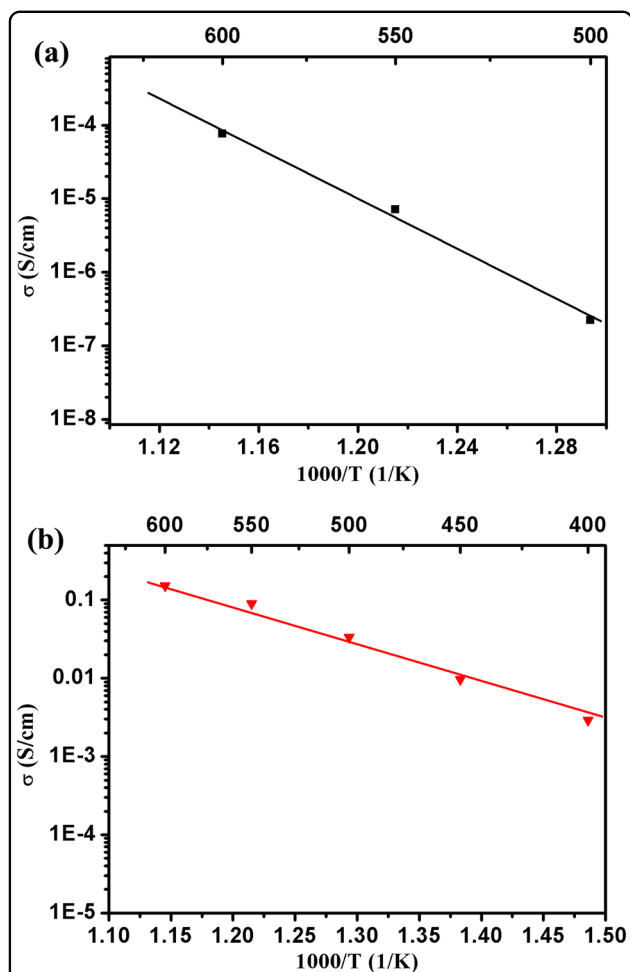 (a)
600 550 500
1E-4
1E-5
1E-6
1E-7
1E-8
σ (S/cm)
1.12 1.16 1.20 1.24 1.28
1000/T (1/K)
(b)
600 550 500 450 400
0.1
0.01
1E-3
1E-4
1E-5
σ (S/cm)
1.10 1.15 1.20 1.25 1.30 1.35 1.40 1.45 1.50
1000/T (1/K)